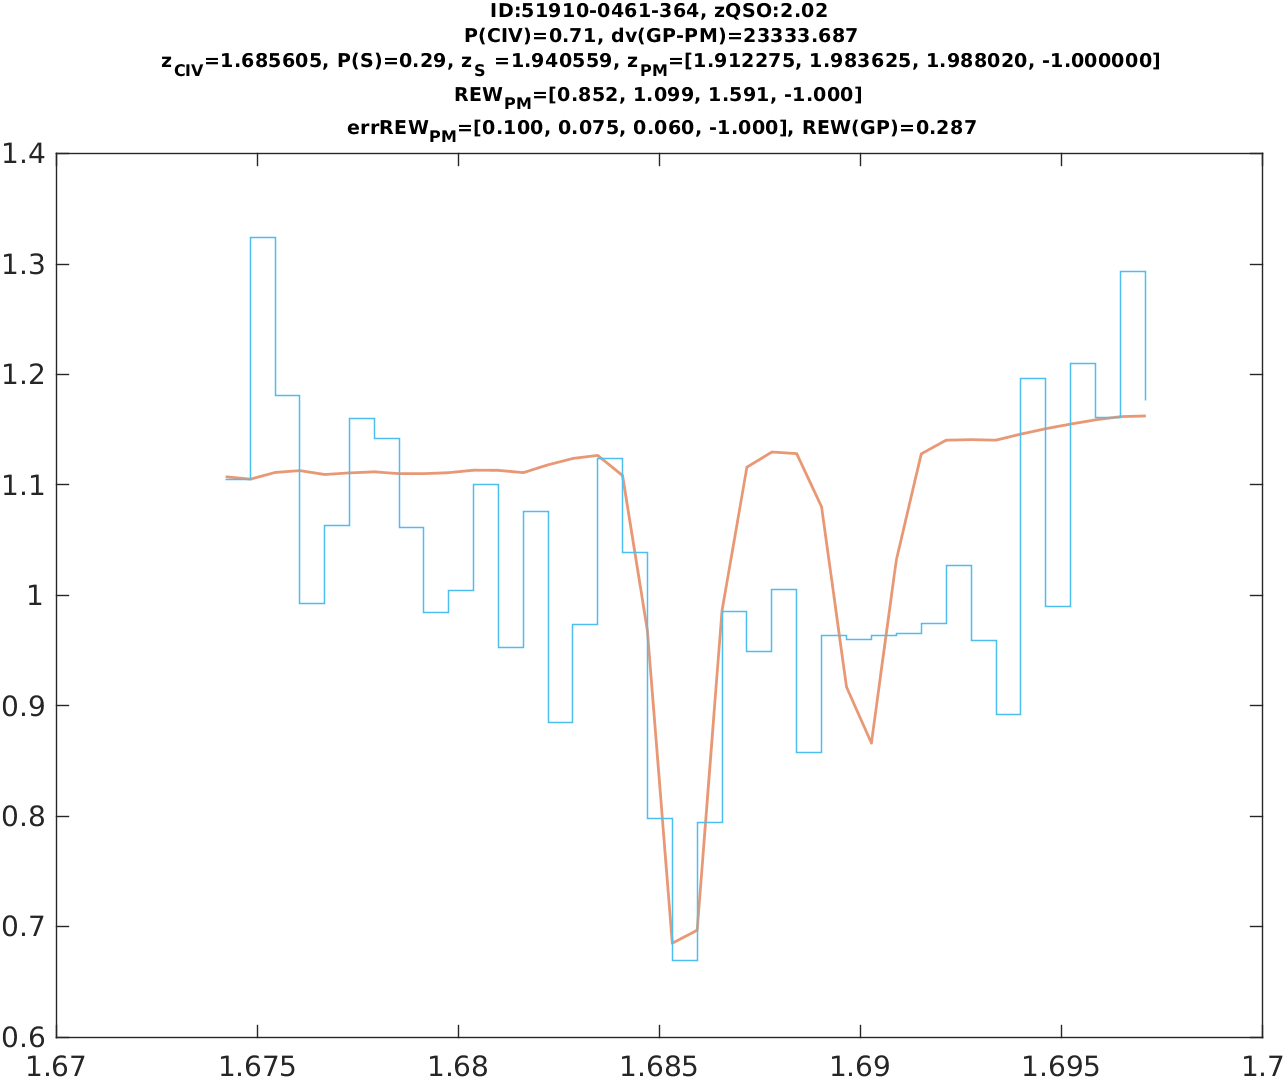 ID:51910-0461-364, zQSO:2.02
P(CIV)=0.71, dv(GP-PM)=23333.687
zCIV=1.685605, P(S)=0.29, zS =1.940559, zPM=[1.912275, 1.983625, 1.988020, -1.000000]
REWPM=[0.852, 1.099, 1.591, -1.000]
errREWPM=[0.100, 0.075, 0.060, -1.000], REW(GP)=0.287
1.4
1.3
1.2
1.1
1
0.9
0.8
0.7
0.6
1.67 1.675 1.68 1.685 1.69 1.695 1.7